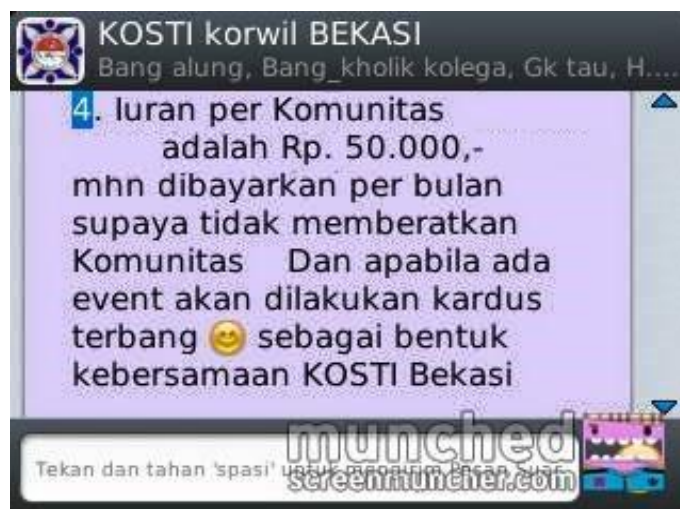 KOSTI korwil BEKASI
Bang alung, Bang_kholik kolega, Gk tau, H....
4. Iuran per Komunitas
adalah Rp. 50.000,-
mhn dibayarkan per bulan
supaya tidak memberatkan
Komunitas Dan apabila ada
event akan dilakukan kardus
terbang 😊 sebagai bentuk
kebersamaan KOSTI Bekasi
munched
Tekan dan tahan 'spasi' untuk mengirim Pesan Suar
screenmuncher.com